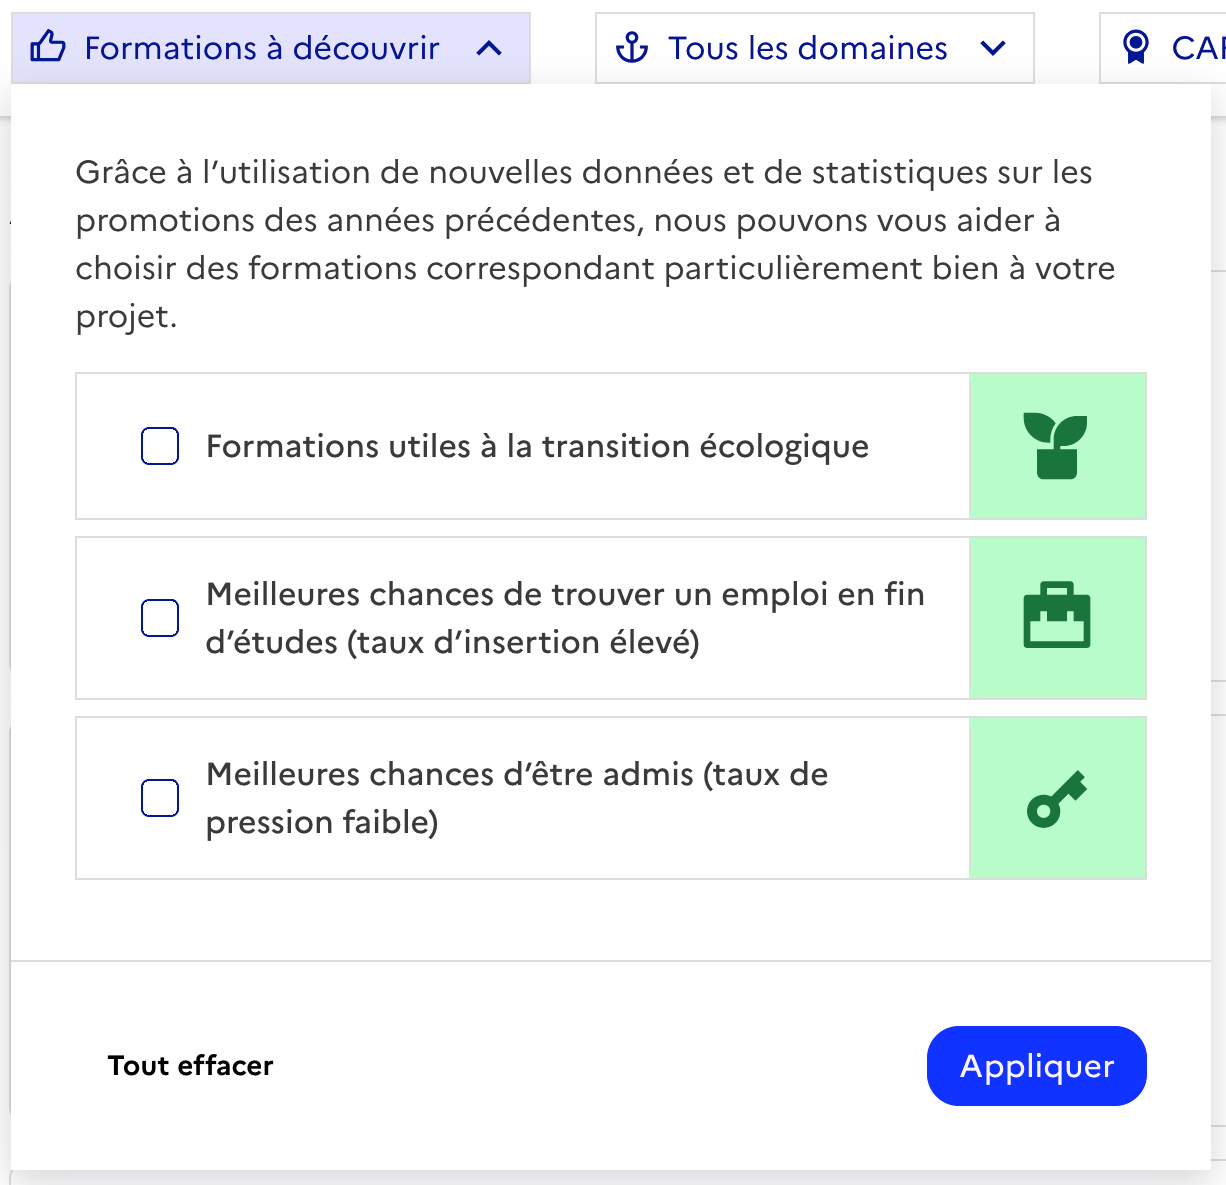 Formations à découvrir
Tous les domaines
Grâce à l’utilisation de nouvelles données et de statistiques sur les
promotions des années précédentes, nous pouvons vous aider à
choisir des formations correspondant particulièrement bien à votre
projet.
Formations utiles à la transition écologique
Meilleures chances de trouver un emploi en fin
d’études (taux d’insertion élevé)
Meilleures chances d’être admis (taux de
pression faible)
Tout effacer
Appliquer